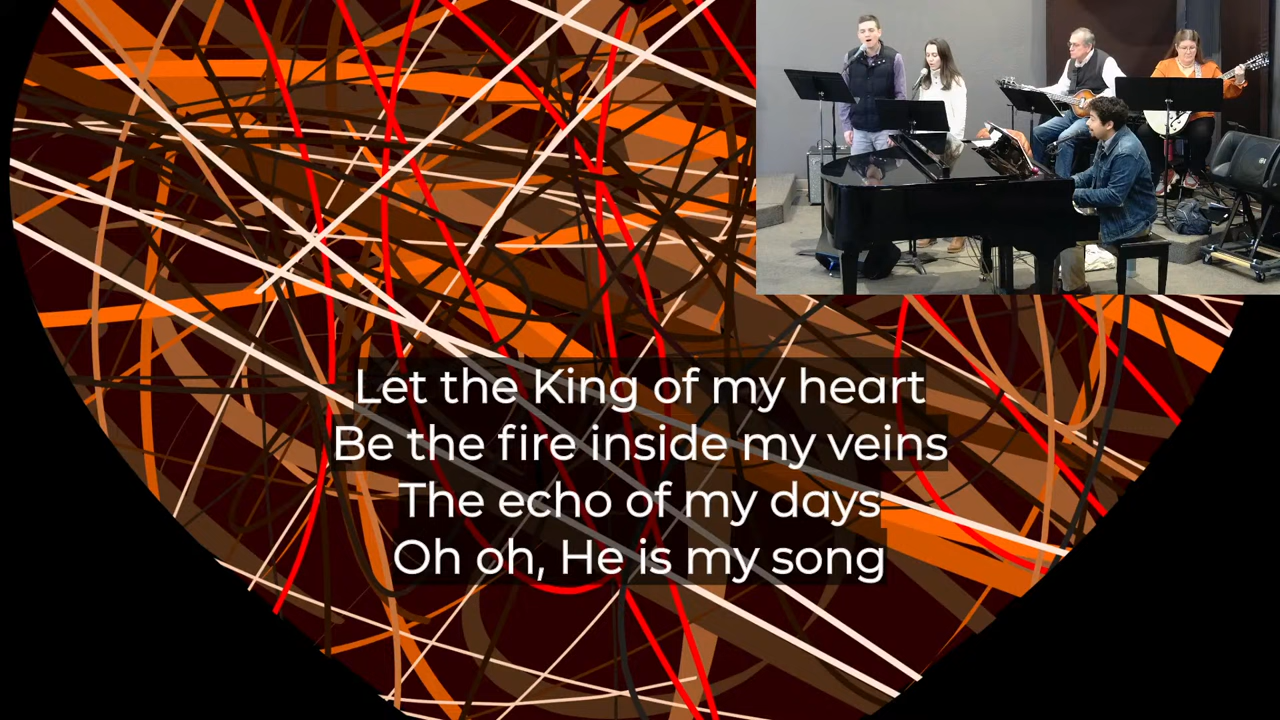 Let the King of my heart
Be the fire inside my veins
The echo of my days
Oh oh, He is my song